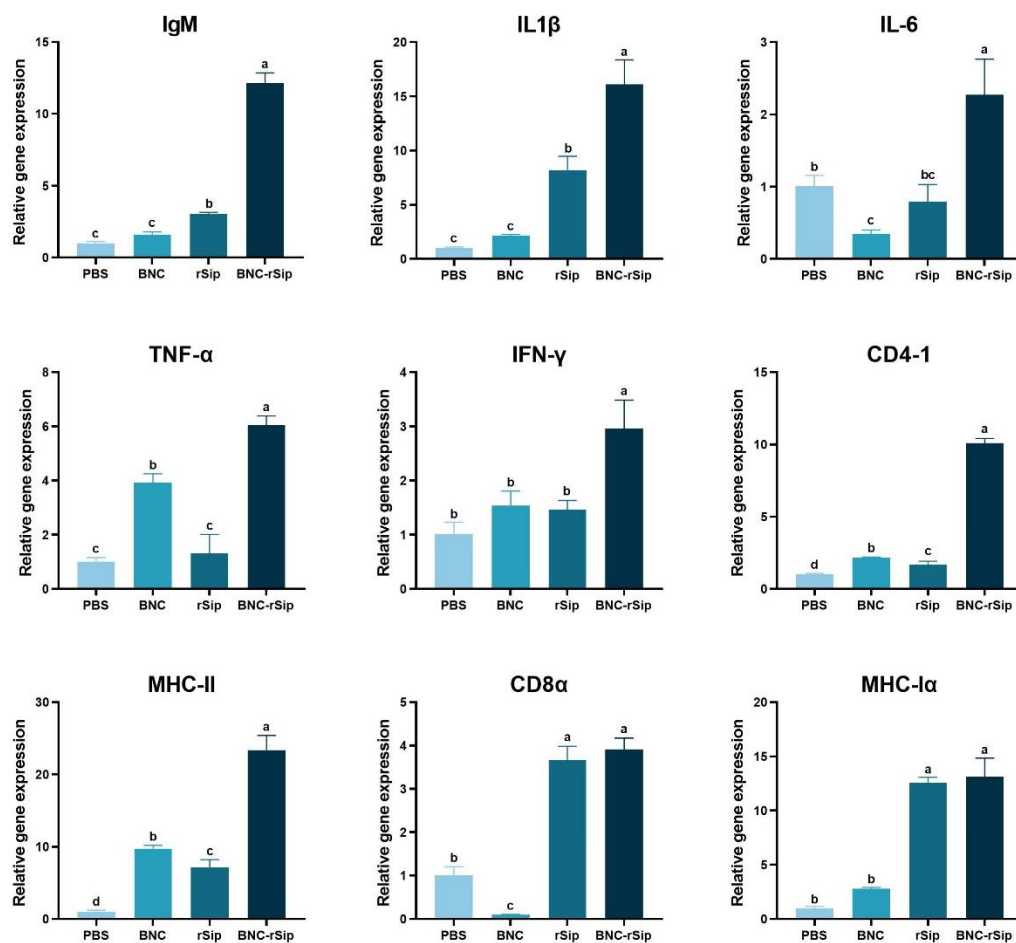 IgM
IL1β
IL-6
Relative gene expression
15
10
5
0
c
c
b
a
PBS
BNC
rSip
BNC-rSip
Relative gene expression
20
15
10
5
0
c
c
b
a
PBS
BNC
rSip
BNC-rSip
Relative gene expression
3
2
1
0
b
c
bc
a
PBS
BNC
rSip
BNC-rSip
TNF-α
IFN-γ
CD4-1
Relative gene expression
8
6
4
2
0
c
b
c
a
PBS
BNC
rSip
BNC-rSip
Relative gene expression
4
3
2
1
0
b
b
b
a
PBS
BNC
rSip
BNC-rSip
Relative gene expression
15
10
5
0
d
b
c
a
PBS
BNC
rSip
BNC-rSip
MHC-II
CD8α
MHC-Iα
Relative gene expression
30
20
10
0
d
b
c
a
PBS
BNC
rSip
BNC-rSip
Relative gene expression
5
4
3
2
1
0
b
c
a
a
PBS
BNC
rSip
BNC-rSip
Relative gene expression
20
15
10
5
0
b
b
a
a
PBS
BNC
rSip
BNC-rSip